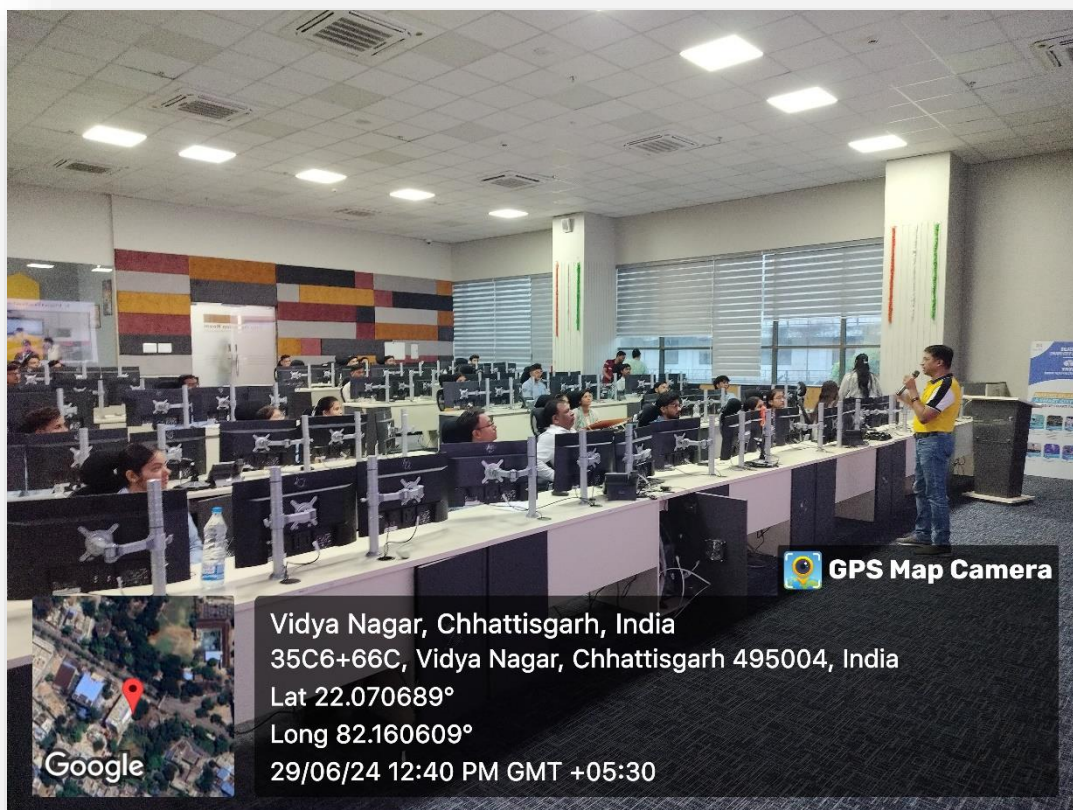 GPS Map Camera
Vidya Nagar, Chhattisgarh, India
35C6+66C, Vidya Nagar, Chhattisgarh 495004, India
Lat 22.070689°
Long 82.160609°
29/06/24 12:40 PM GMT +05:30
Google